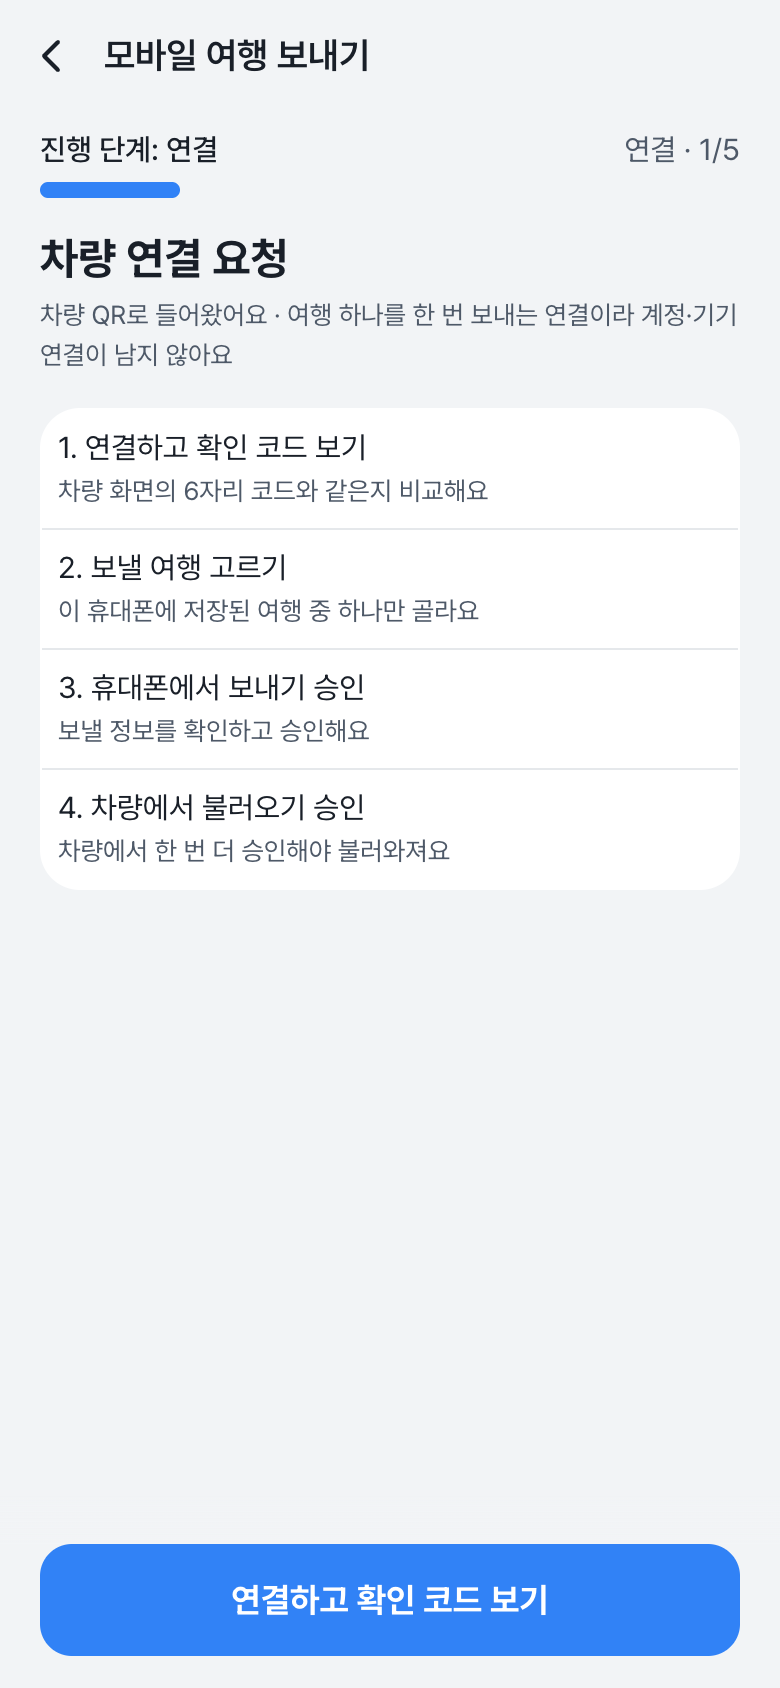 모바일 여행 보내기
진행 단계: 연결
연결 · 1/5
차량 연결 요청
차량 QR로 들어왔어요 · 여행 하나를 한 번 보내는 연결이라 계정·기기
연결이 남지 않아요
1. 연결하고 확인 코드 보기
차량 화면의 6자리 코드와 같은지 비교해요
2. 보낼 여행 고르기
이 휴대폰에 저장된 여행 중 하나만 골라요
3. 휴대폰에서 보내기 승인
보낼 정보를 확인하고 승인해요
4. 차량에서 불러오기 승인
차량에서 한 번 더 승인해야 불러와져요
연결하고 확인 코드 보기